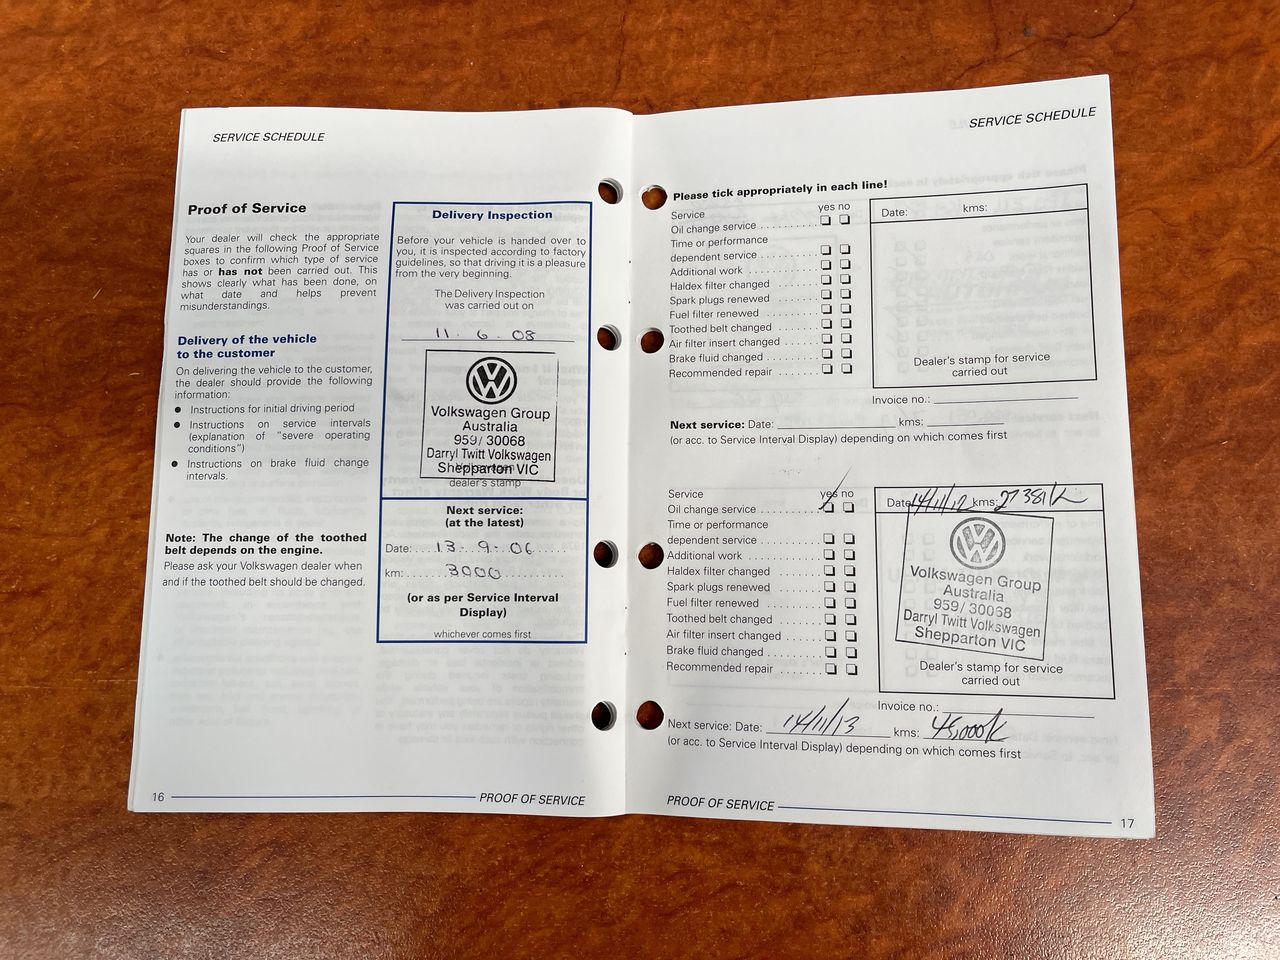 SERVICE SCHEDULE
Proof of Service
Your dealer will check the appropriate
squares in the following Proof of Service
boxes to confirm which type of service
has or has not been carried out. This
shows clearly what has been done, on
what date and helps prevent
misunderstandings.
Delivery of the vehicle
to the customer
On delivering the vehicle to the customer,
the dealer should provide the following
information:
● Instructions for initial driving period
● Instructions on service intervals
(explanation of "severe operating
conditions")
● Instructions on brake fluid change
intervals.
Note: The change of the toothed
belt depends on the engine.
Please ask your Volkswagen dealer when
and if the toothed belt should be changed.
Delivery Inspection
Before your vehicle is handed over to
you, it is inspected according to factory
guidelines, so that driving it is a pleasure
from the very beginning.
The Delivery Inspection
was carried out on
11. 6. 08
Volkswagen Group
Australia
959/ 30068
Darryl Twitt Volkswagen
Shepparton VIC
Volkswagen
dealer's stamp
Next service:
(at the latest)
Date:....13. 9. 06......
km:.......3000..........
(or as per Service Interval
Display)
whichever comes first
16 PROOF OF SERVICE
SERVICE SCHEDULE
Please tick appropriately in each line!
Service yes no
Oil change service ..........
Time or performance
dependent service ..........
Additional work ..........
Haldex filter changed ......
Spark plugs renewed ......
Fuel filter renewed ........
Toothed belt changed ......
Air filter insert changed ....
Brake fluid changed ........
Recommended repair ......
Date: kms:
Dealer's stamp for service
carried out
Invoice no.:
Next service: Date: kms:
(or acc. to Service Interval Display) depending on which comes first
Service yes no
Oil change service ..........
Time or performance
dependent service ..........
Additional work ..........
Haldex filter changed ......
Spark plugs renewed ......
Fuel filter renewed ........
Toothed belt changed ......
Air filter insert changed ....
Brake fluid changed ........
Recommended repair ......
Date: 14/11/12 kms: 27381K
Volkswagen Group
Australia
959/ 30068
Darryl Twitt Volkswagen
Shepparton VIC
Dealer's stamp for service
carried out
Invoice no.:
Next service: Date: 14/11/13 kms: 45,000K
(or acc. to Service Interval Display) depending on which comes first
PROOF OF SERVICE 17